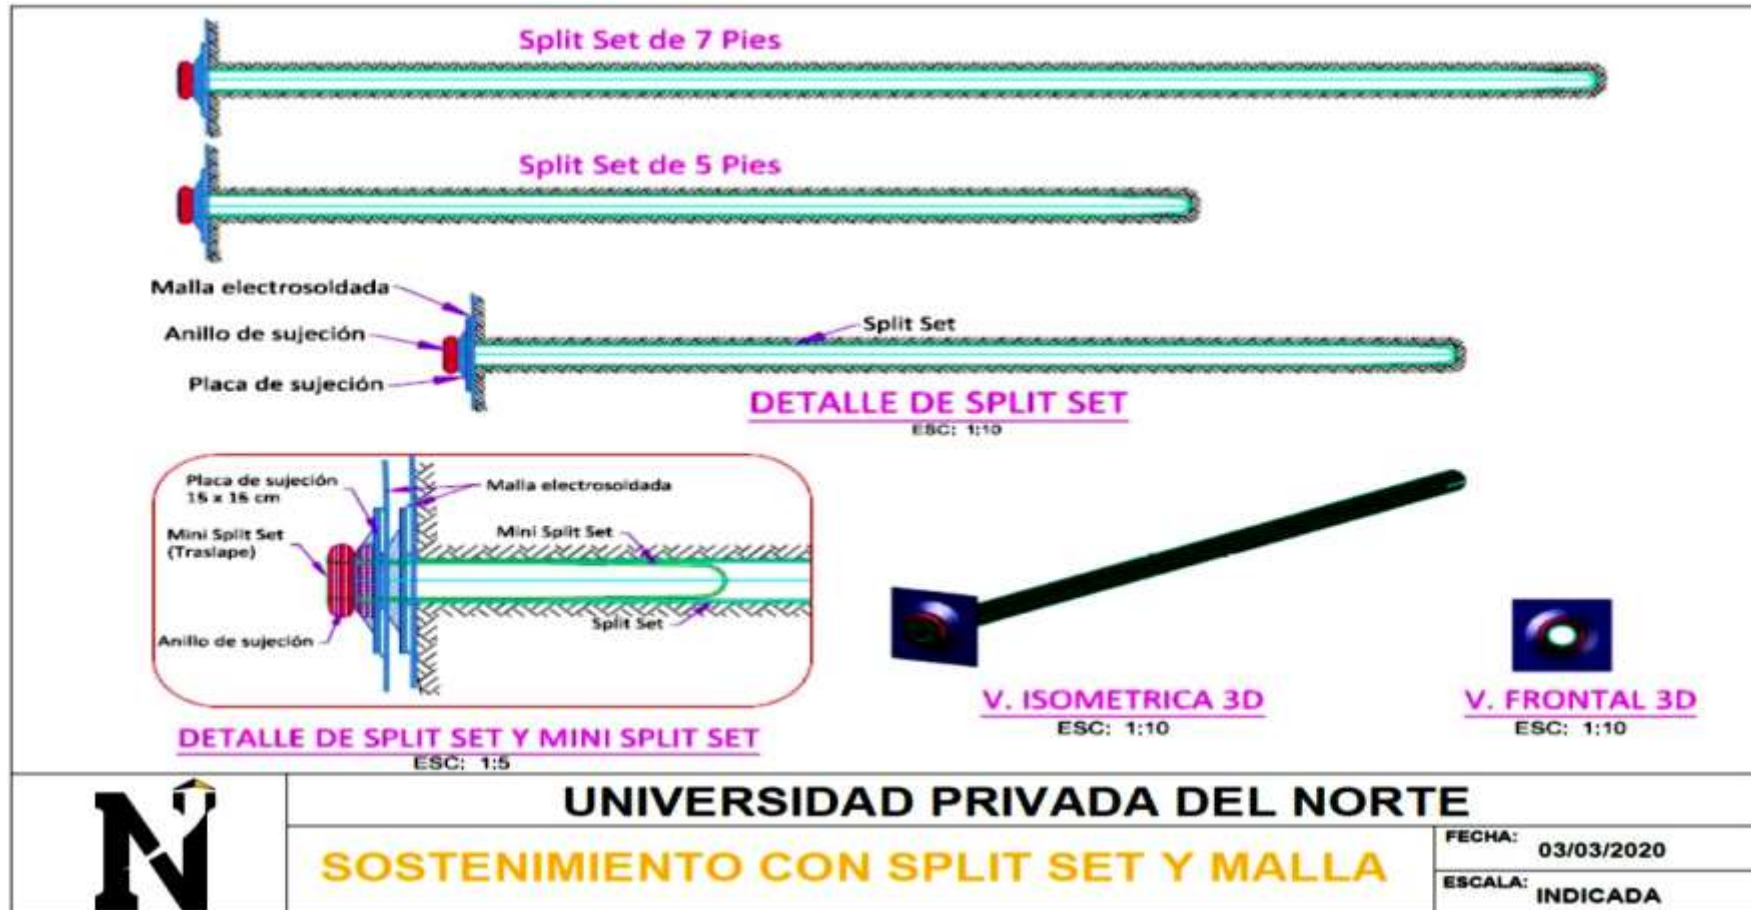 Split Set de 7 Pies
Split Set de 5 Pies
Malla electrosoldada
Anillo de sujeción
Placa de sujeción
Split Set
DETALLE DE SPLIT SET
ESC: 1:10
Placa de sujeción
15 x 15 cm
Malla electrosoldada
Mini Split Set
(Traslape)
Mini Split Set
Anillo de sujeción
Split Set
DETALLE DE SPLIT SET Y MINI SPLIT SET
ESC: 1:5
V. ISOMETRICA 3D
ESC: 1:10
V. FRONTAL 3D
ESC: 1:10
N
UNIVERSIDAD PRIVADA DEL NORTE
SOSTENIMIENTO CON SPLIT SET Y MALLA
FECHA: 03/03/2020
ESCALA: INDICADA